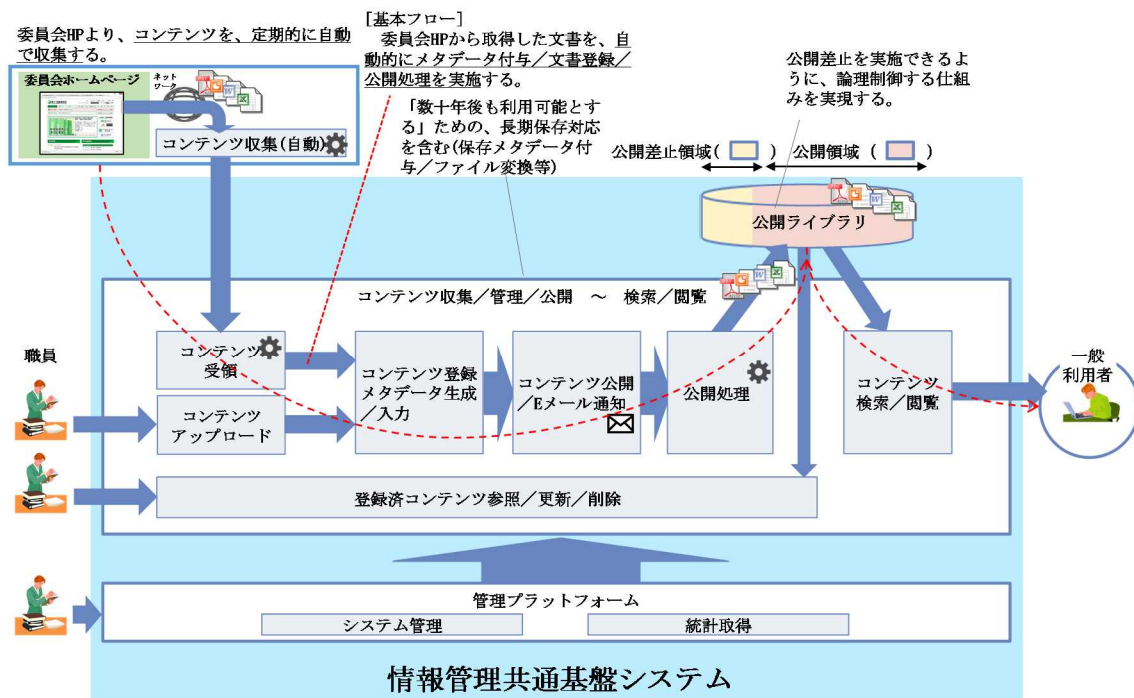 委員会HPより、コンテンツを、定期的に自動
で収集する。
[基本フロー]
委員会HPから取得した文書を、自
動的にメタデータ付与／文書登録／
公開処理を実施する。
「数十年後も利用可能とす
る」ための、長期保存対応
を含む(保存メタデータ付
与／ファイル変換等)
公開差止を実施できるよ
うに、論理制御する仕組
みを実現する。
委員会ホームページ
ネット
ワーク
コンテンツ収集(自動)
公開差止領域( )
公開領域 ( )
公開ライブラリ
コンテンツ収集／管理／公開 ～ 検索／閲覧
職員
コンテンツ
受領
コンテンツ
アップロード
コンテンツ登録
メタデータ生成
／入力
コンテンツ公開
／Eメール通知
公開処理
コンテンツ
検索／閲覧
一般
利用者
登録済コンテンツ参照／更新／削除
管理プラットフォーム
システム管理
統計取得
情報管理共通基盤システム